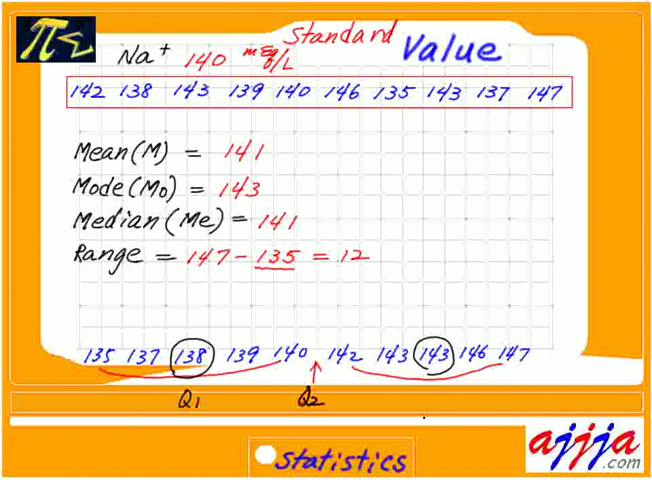 πΣ
Standard Value
Na⁺ 140 mEq/L
142 138 143 139 140 146 135 143 137 147
Mean(M) = 141
Mode(Mo) = 143
Median(Me) = 141
Range = 147 - 135 = 12
135 137 138 139 140 142 143 143 146 147
Q1 Q2
Statistics
ajjja
.com